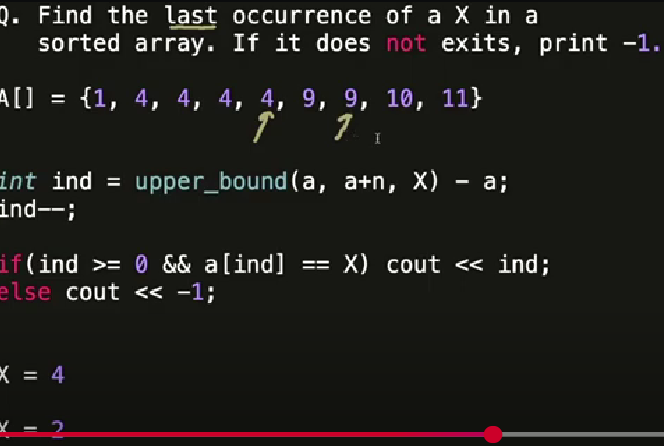 Q. Find the last occurrence of a X in a
sorted array. If it does not exits, print -1.
A[] = {1, 4, 4, 4, 4, 9, 9, 10, 11}
int ind = upper_bound(a, a+n, X) - a;
ind--;
if(ind >= 0 && a[ind] == X) cout << ind;
else cout << -1;
X = 4
X = 2